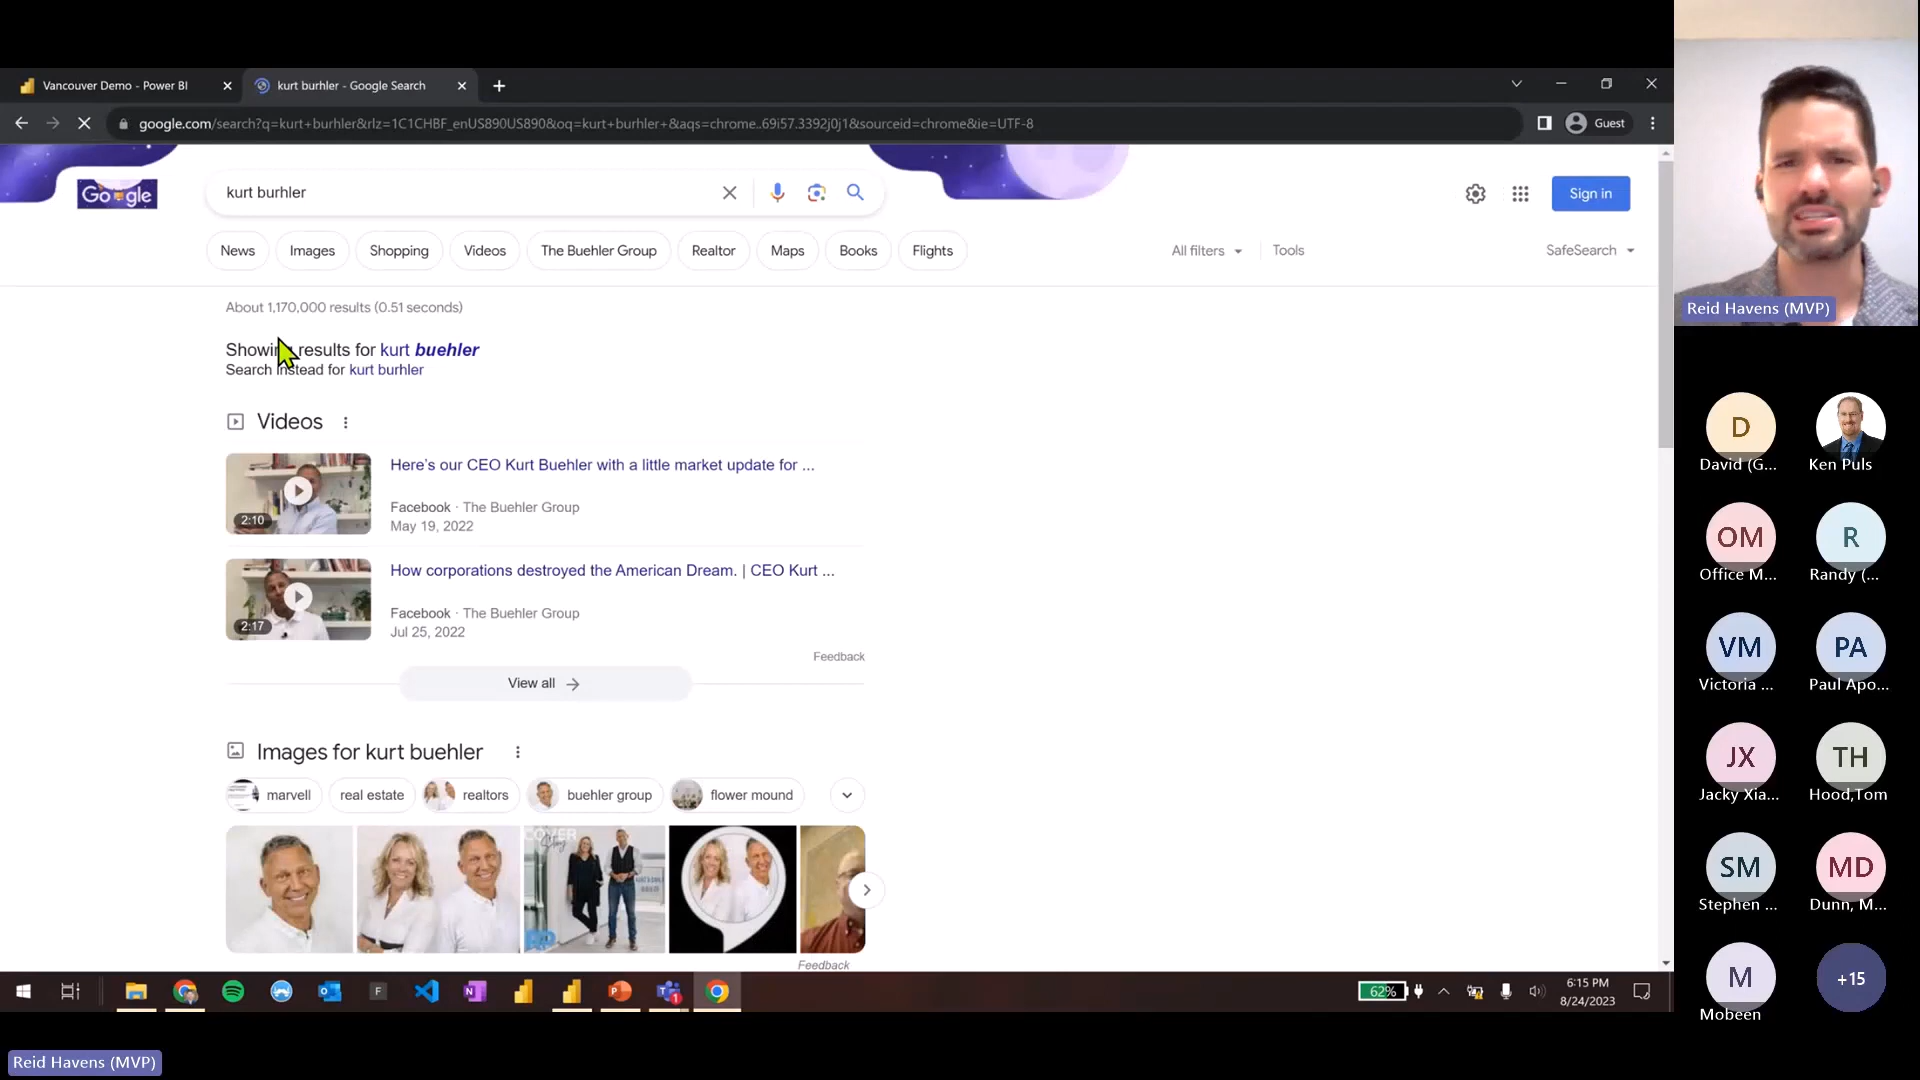 Vancouver Demo - Power BI
kurt burhler - Google Search
google.com/search?q=kurt+burhler&rlz=1C1CHBF_enUS890US890&oq=kurt+burhler+&aqs=chrome..69i57.3392j0j1&sourceid=chrome&ie=UTF-8
Guest
Google
kurt burhler
Sign in
News
Images
Shopping
Videos
The Buehler Group
Realtor
Maps
Books
Flights
All filters
Tools
SafeSearch
About 1,170,000 results (0.51 seconds)
Showing results for kurt buehler
Search instead for kurt burhler
Videos
Here's our CEO Kurt Buehler with a little market update for ...
Facebook · The Buehler Group
May 19, 2022
2:10
How corporations destroyed the American Dream. | CEO Kurt ...
Facebook · The Buehler Group
Jul 25, 2022
2:17
Feedback
View all
Images for kurt buehler
marvell
real estate
realtors
buehler group
flower mound
COVER
Story
Feedback
62%
6:15 PM
8/24/2023
Reid Havens (MVP)
Reid Havens (MVP)
D
David (G...
Ken Puls
OM
Office M...
R
Randy (...
VM
Victoria ...
PA
Paul Apo...
JX
Jacky Xia...
TH
Hood,Tom
SM
Stephen ...
MD
Dunn, M...
M
Mobeen
+15